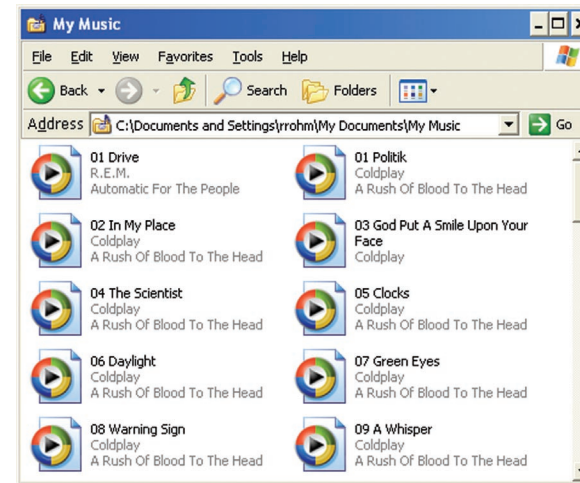 My Music
File Edit View Favorites Tools Help
Back Search Folders
Address C:\Documents and Settings\rrohm\My Documents\My Music Go
01 Drive
R.E.M.
Automatic For The People
01 Politik
Coldplay
A Rush Of Blood To The Head
02 In My Place
Coldplay
A Rush Of Blood To The Head
03 God Put A Smile Upon Your
Face
Coldplay
04 The Scientist
Coldplay
A Rush Of Blood To The Head
05 Clocks
Coldplay
A Rush Of Blood To The Head
06 Daylight
Coldplay
A Rush Of Blood To The Head
07 Green Eyes
Coldplay
A Rush Of Blood To The Head
08 Warning Sign
Coldplay
A Rush Of Blood To The Head
09 A Whisper
Coldplay
A Rush Of Blood To The Head